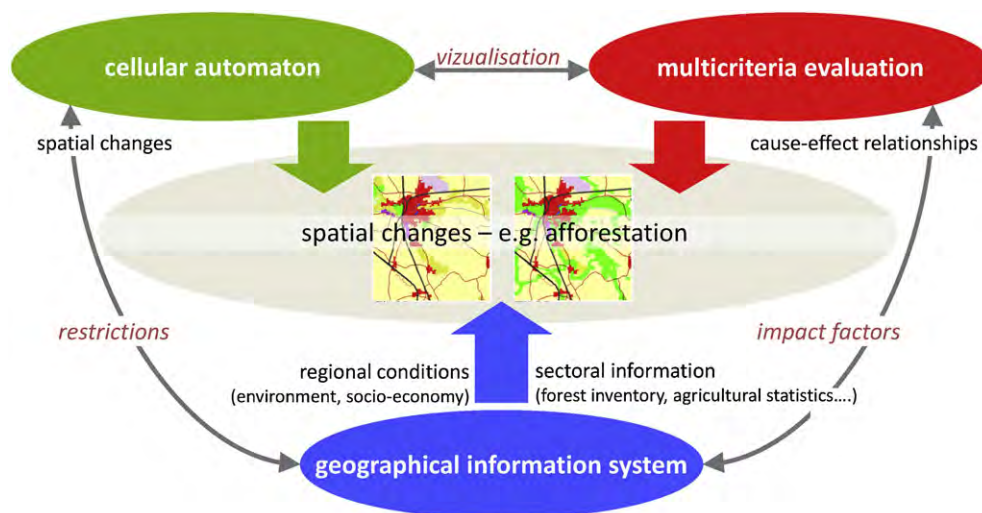 cellular automaton
vizualisation
multicriteria evaluation
spatial changes
cause-effect relationships
spatial changes – e.g. afforestation
restrictions
impact factors
regional conditions
(environment, socio-economy)
sectoral information
(forest inventory, agricultural statistics....)
geographical information system